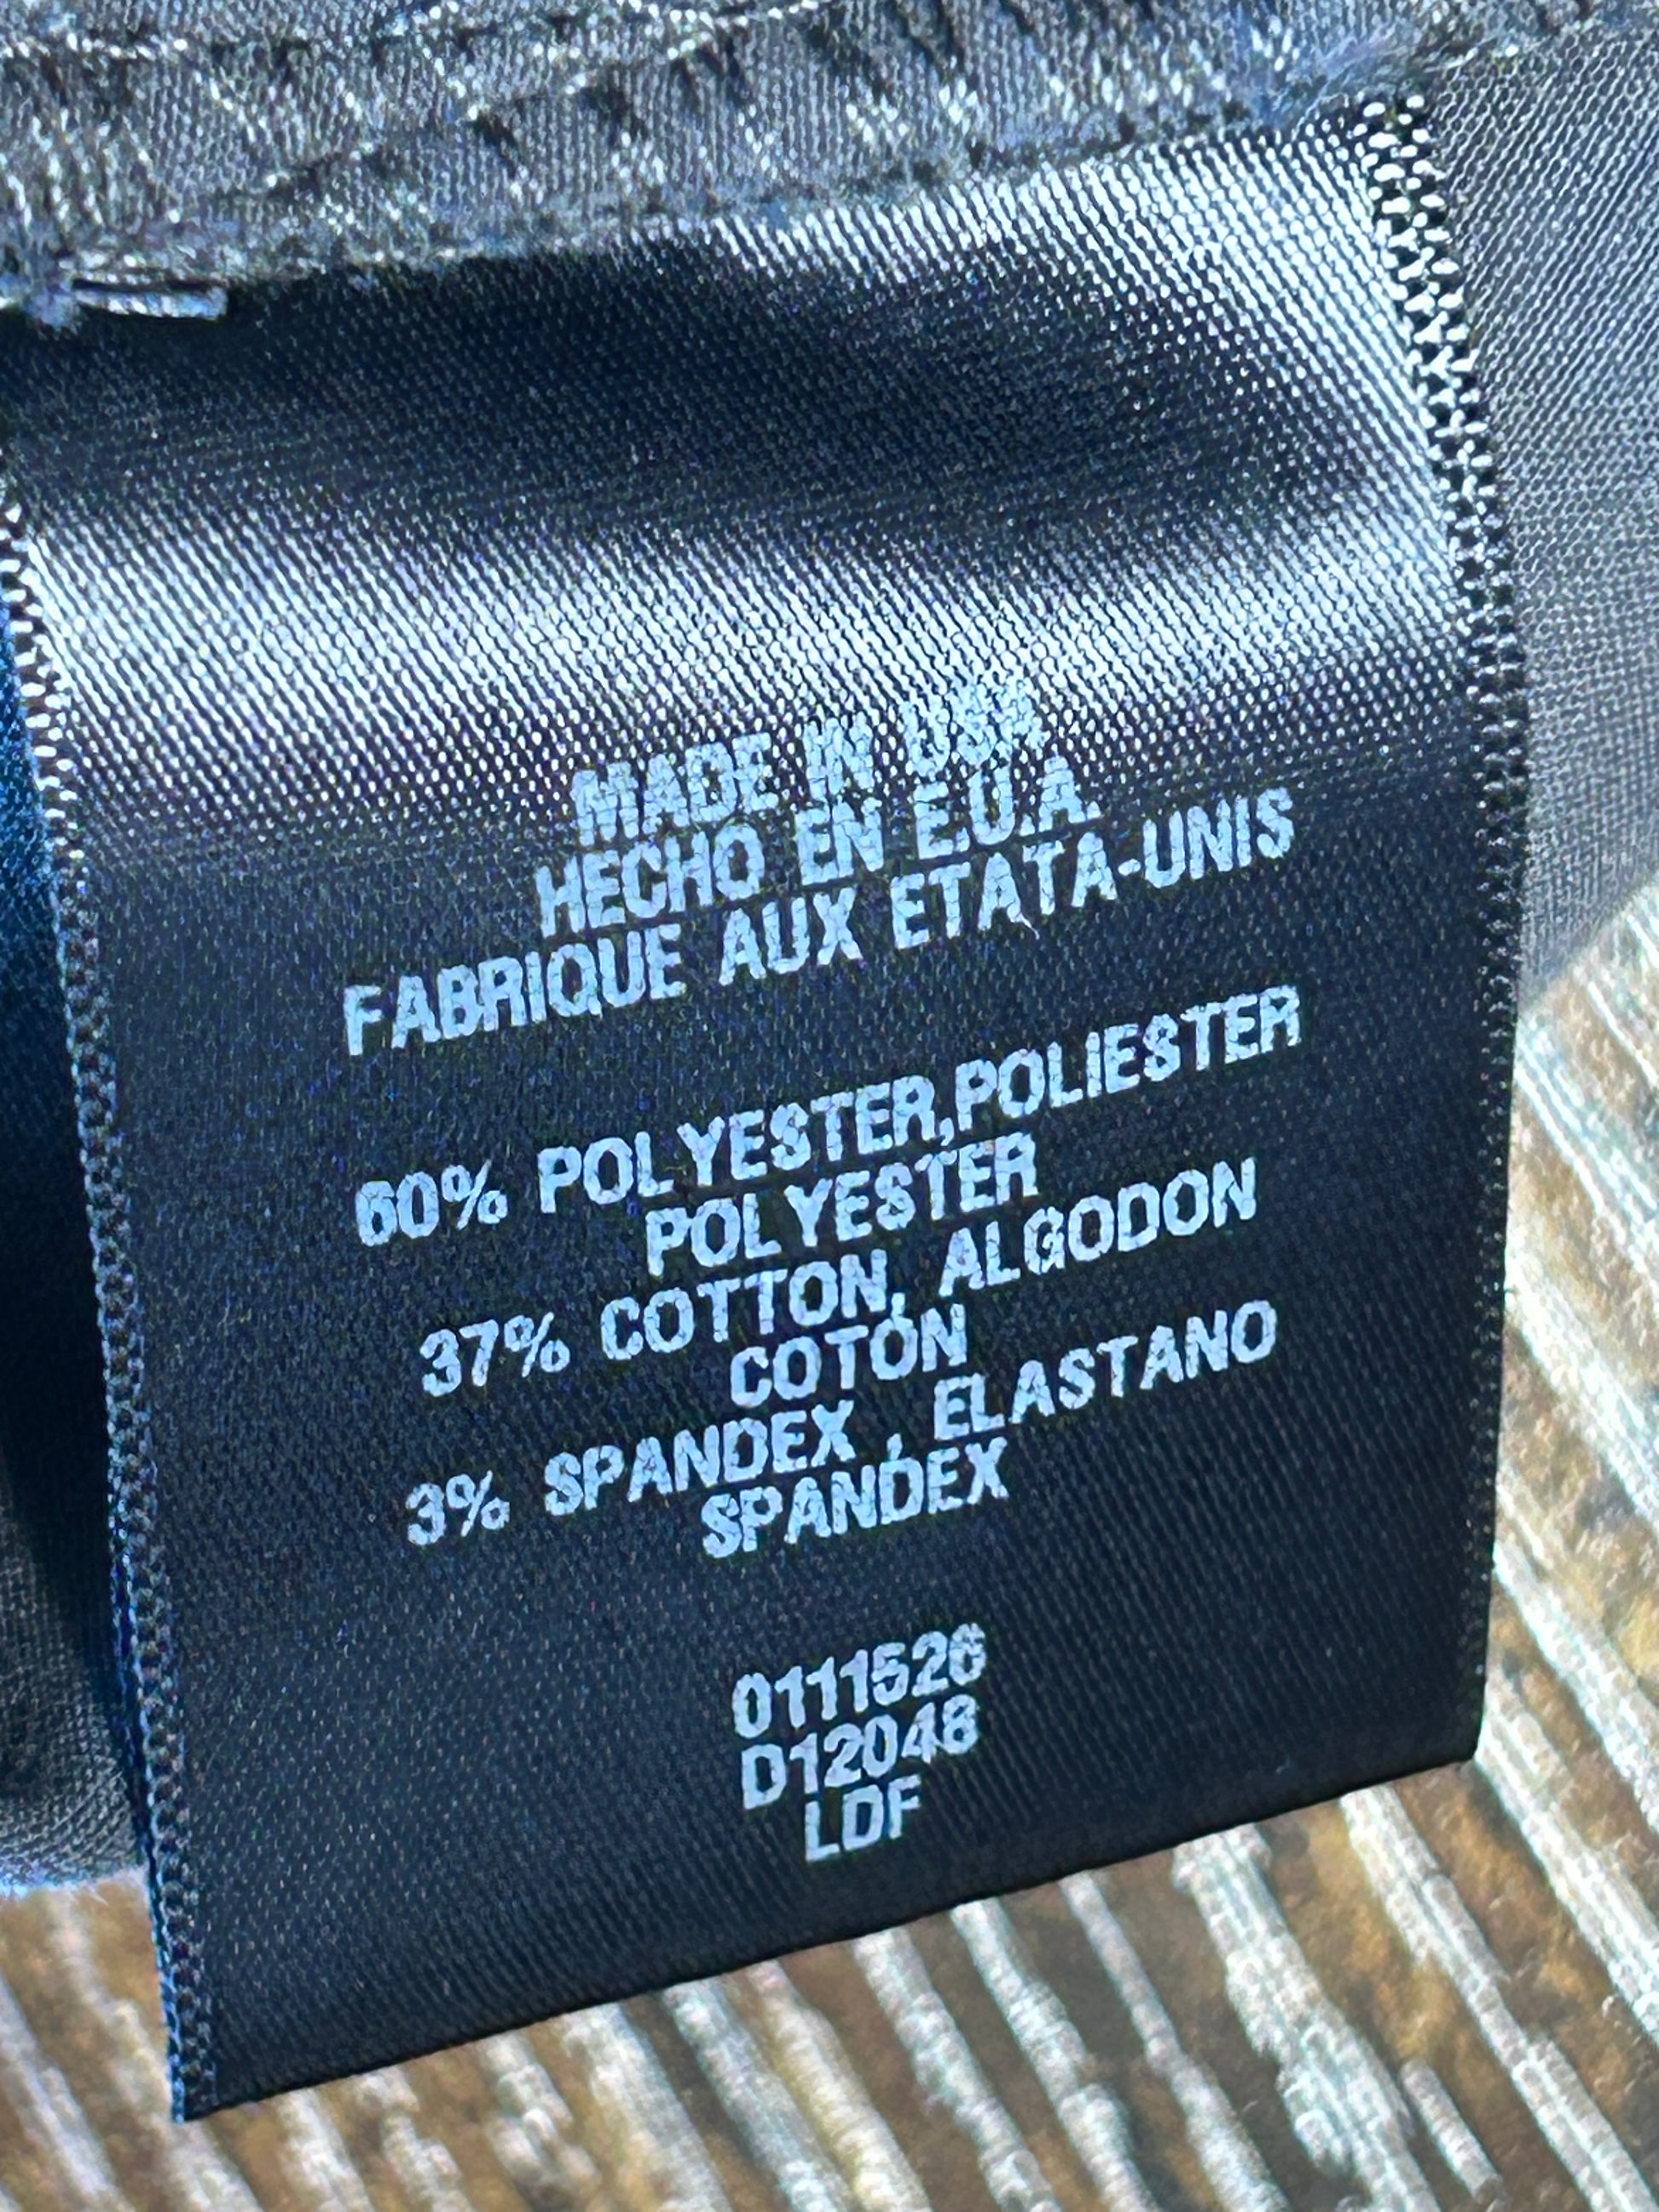 MADE IN USA
HECHO EN E.U.A.
FABRIQUE AUX ETATA-UNIS
60% POLYESTER,POLIESTER
POLYESTER
37% COTTON, ALGODON
COTON
3% SPANDEX , ELASTANO
SPANDEX
0111526
D12048
LDF